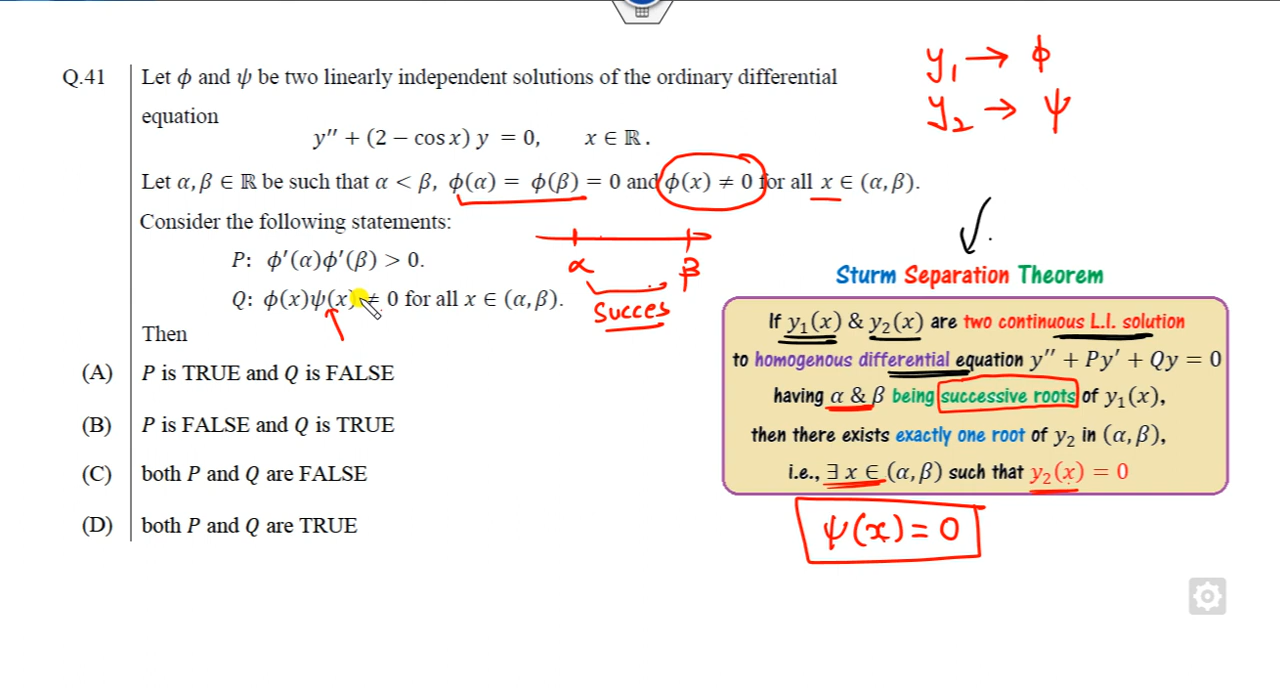 Q.41
Let ϕ and ψ be two linearly independent solutions of the ordinary differential
equation
y″ + (2 − cos x) y = 0, x ∈ ℝ.
Let α, β ∈ ℝ be such that α < β, ϕ(α) = ϕ(β) = 0 and ϕ(x) ≠ 0 for all x ∈ (α, β).
Consider the following statements:
P: ϕ′(α)ϕ′(β) > 0.
Q: ϕ(x)ψ(x) ≠ 0 for all x ∈ (α, β).
Then
(A) P is TRUE and Q is FALSE
(B) P is FALSE and Q is TRUE
(C) both P and Q are FALSE
(D) both P and Q are TRUE
y₁ → ϕ
y₂ → ψ
α β
Succes
Sturm Separation Theorem
If y₁(x) & y₂(x) are two continuous L.I. solution
to homogenous differential equation y″ + Py′ + Qy = 0
having α & β being successive roots of y₁(x),
then there exists exactly one root of y₂ in (α, β),
i.e., ∃ x ∈ (α, β) such that y₂(x) = 0
ψ(x) = 0